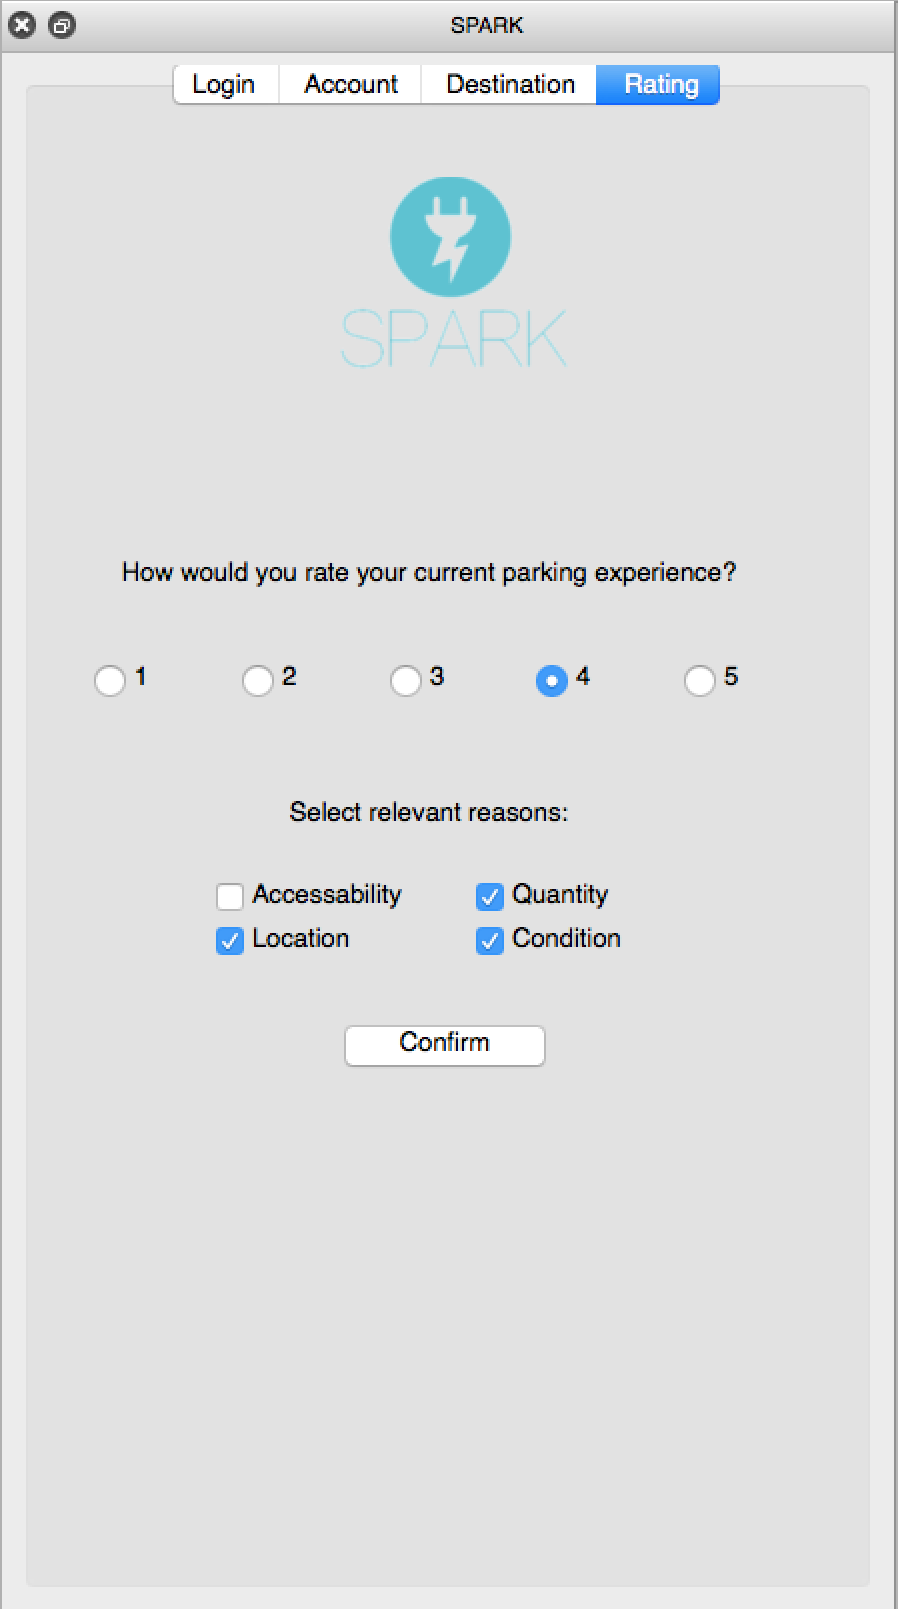 SPARK
Login Account Destination Rating
SPARK
How would you rate your current parking experience?
1 2 3 4 5
Select relevant reasons:
Accessability Quantity
Location Condition
Confirm